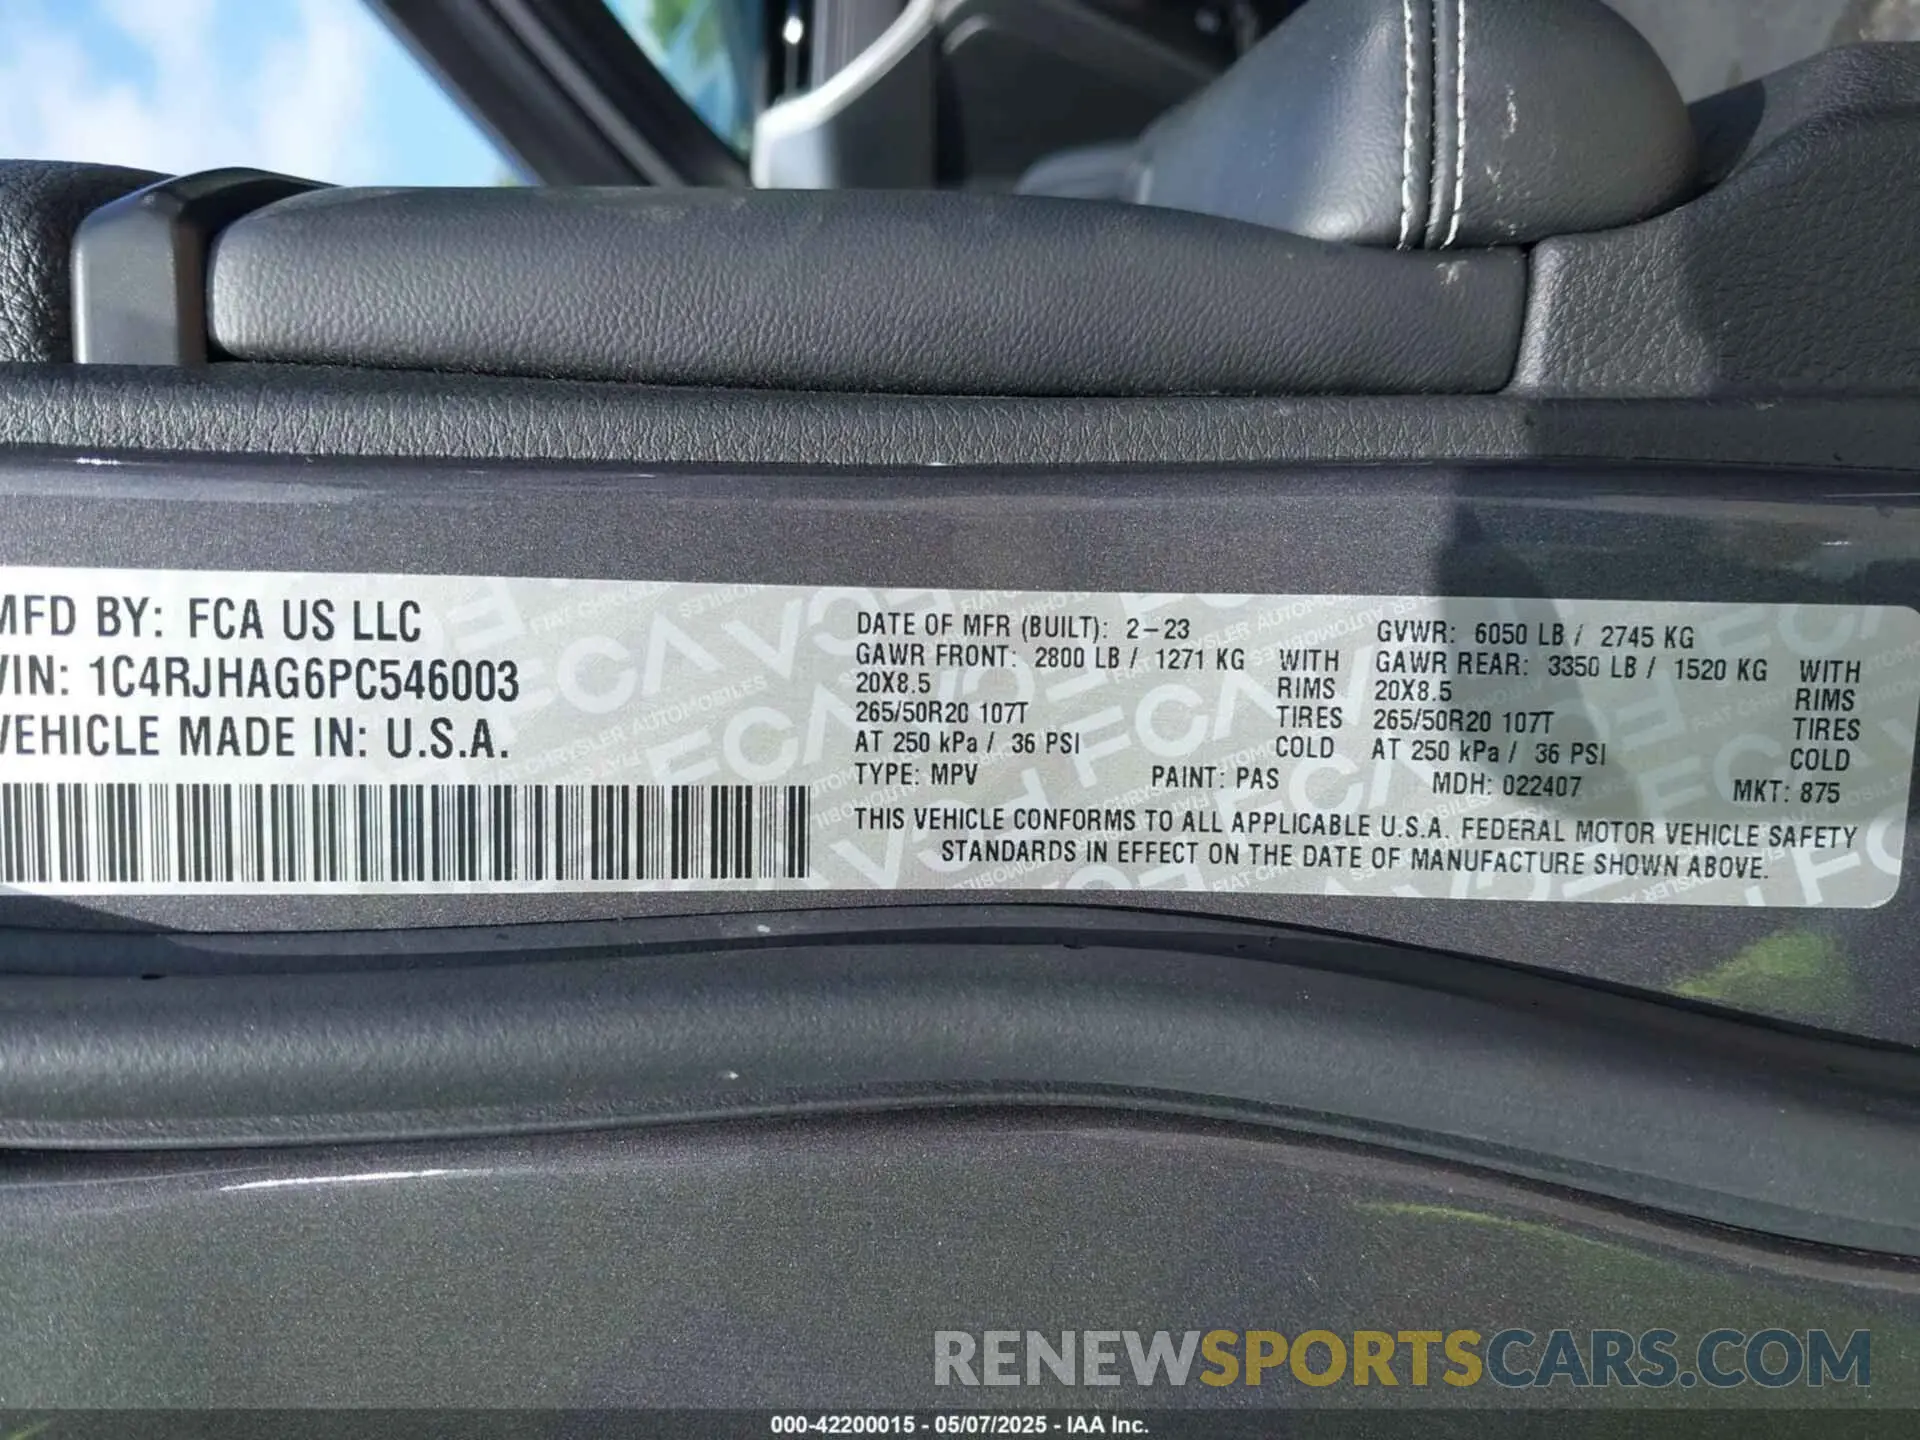 MFD BY: FCA US LLC
VIN: 1C4RJHAG6PC546003
VEHICLE MADE IN: U.S.A.
DATE OF MFR (BUILT): 2-23 GVWR: 6050 LB / 2745 KG
GAWR FRONT: 2800 LB / 1271 KG WITH GAWR REAR: 3350 LB / 1520 KG WITH
20X8.5 RIMS 20X8.5 RIMS
265/50R20 107T TIRES 265/50R20 107T TIRES
AT 250 kPa / 36 PSI COLD AT 250 kPa / 36 PSI COLD
TYPE: MPV PAINT: PAS MDH: 022407 MKT: 875
THIS VEHICLE CONFORMS TO ALL APPLICABLE U.S.A. FEDERAL MOTOR VEHICLE SAFETY
STANDARDS IN EFFECT ON THE DATE OF MANUFACTURE SHOWN ABOVE.
RENEWSPORTSCARS.COM
000-42200015 - 05/07/2025 - IAA Inc.